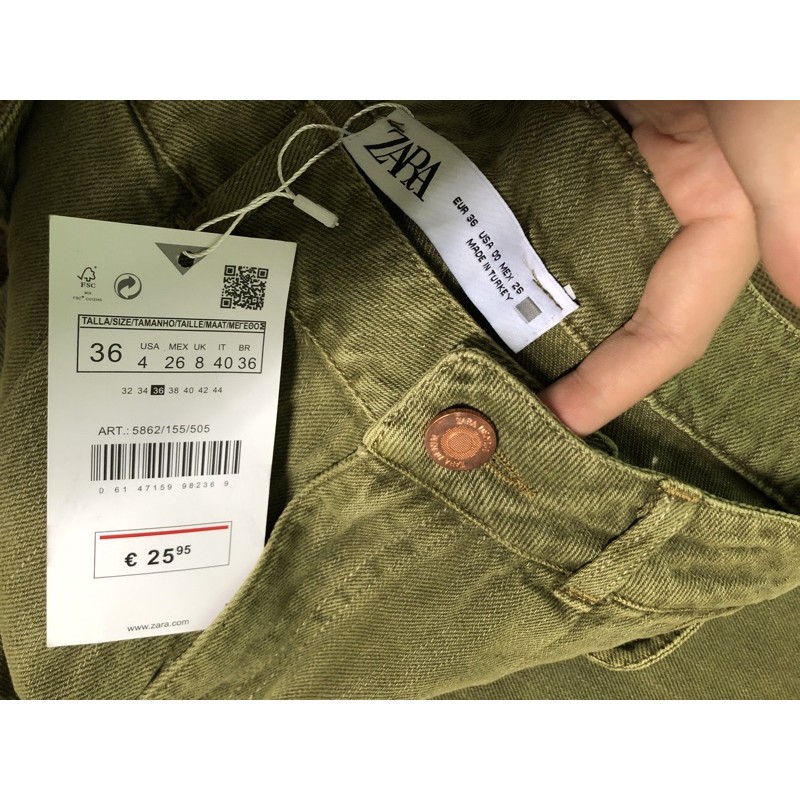 FSC
MIX
TALLA/SIZE/TAMANHO/TAILLE/MAAT/ΜΕΓΕΘΟΣ
36 USA MEX UK IT BR
4 26 8 40 36
32 34 36 38 40 42 44
ART.: 5862/155/505
0 61 47159 98236 9
€ 25 95
www.zara.com
ZARA
EUR 36 USA 00 MEX 26
MADE IN TURKEY